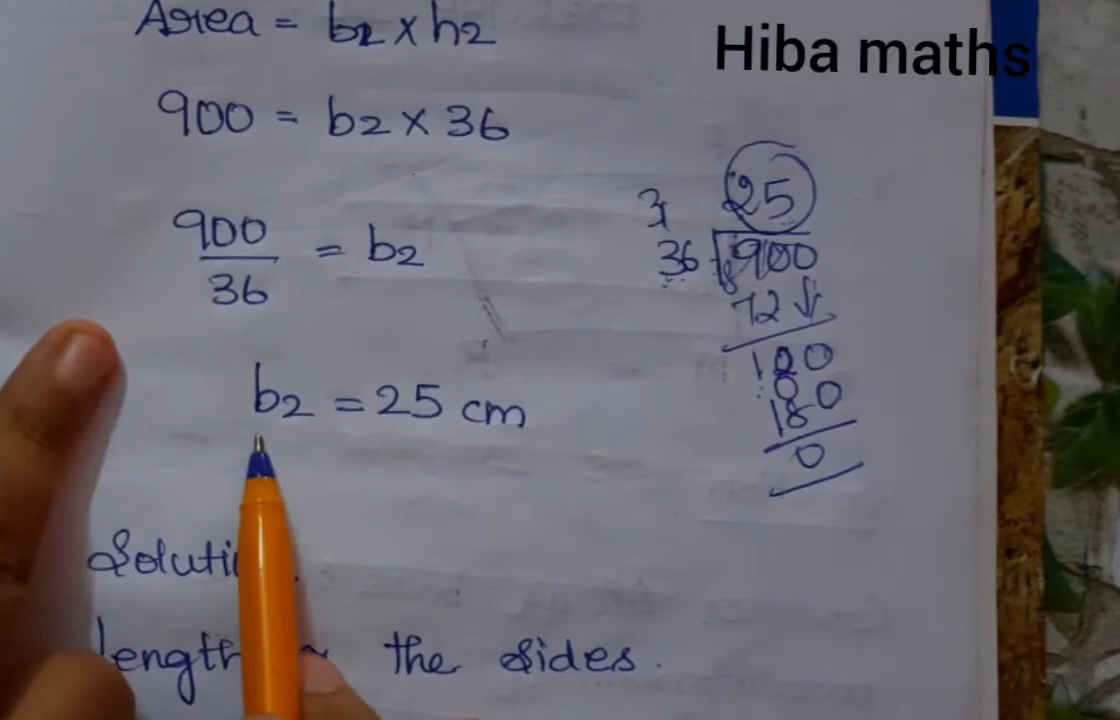 Area = b2 x h2
Hiba maths
900 = b2 x 36
900
36
= b2
b2 = 25 cm
3
25
36 900
72
180
180
0
the sides.